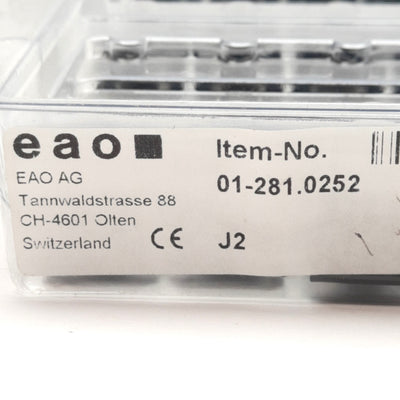 eao
EAO AG
Tannwaldstrasse 88
CH-4601 Olten
Switzerland CE
Item-No.
01-281.0252
J2